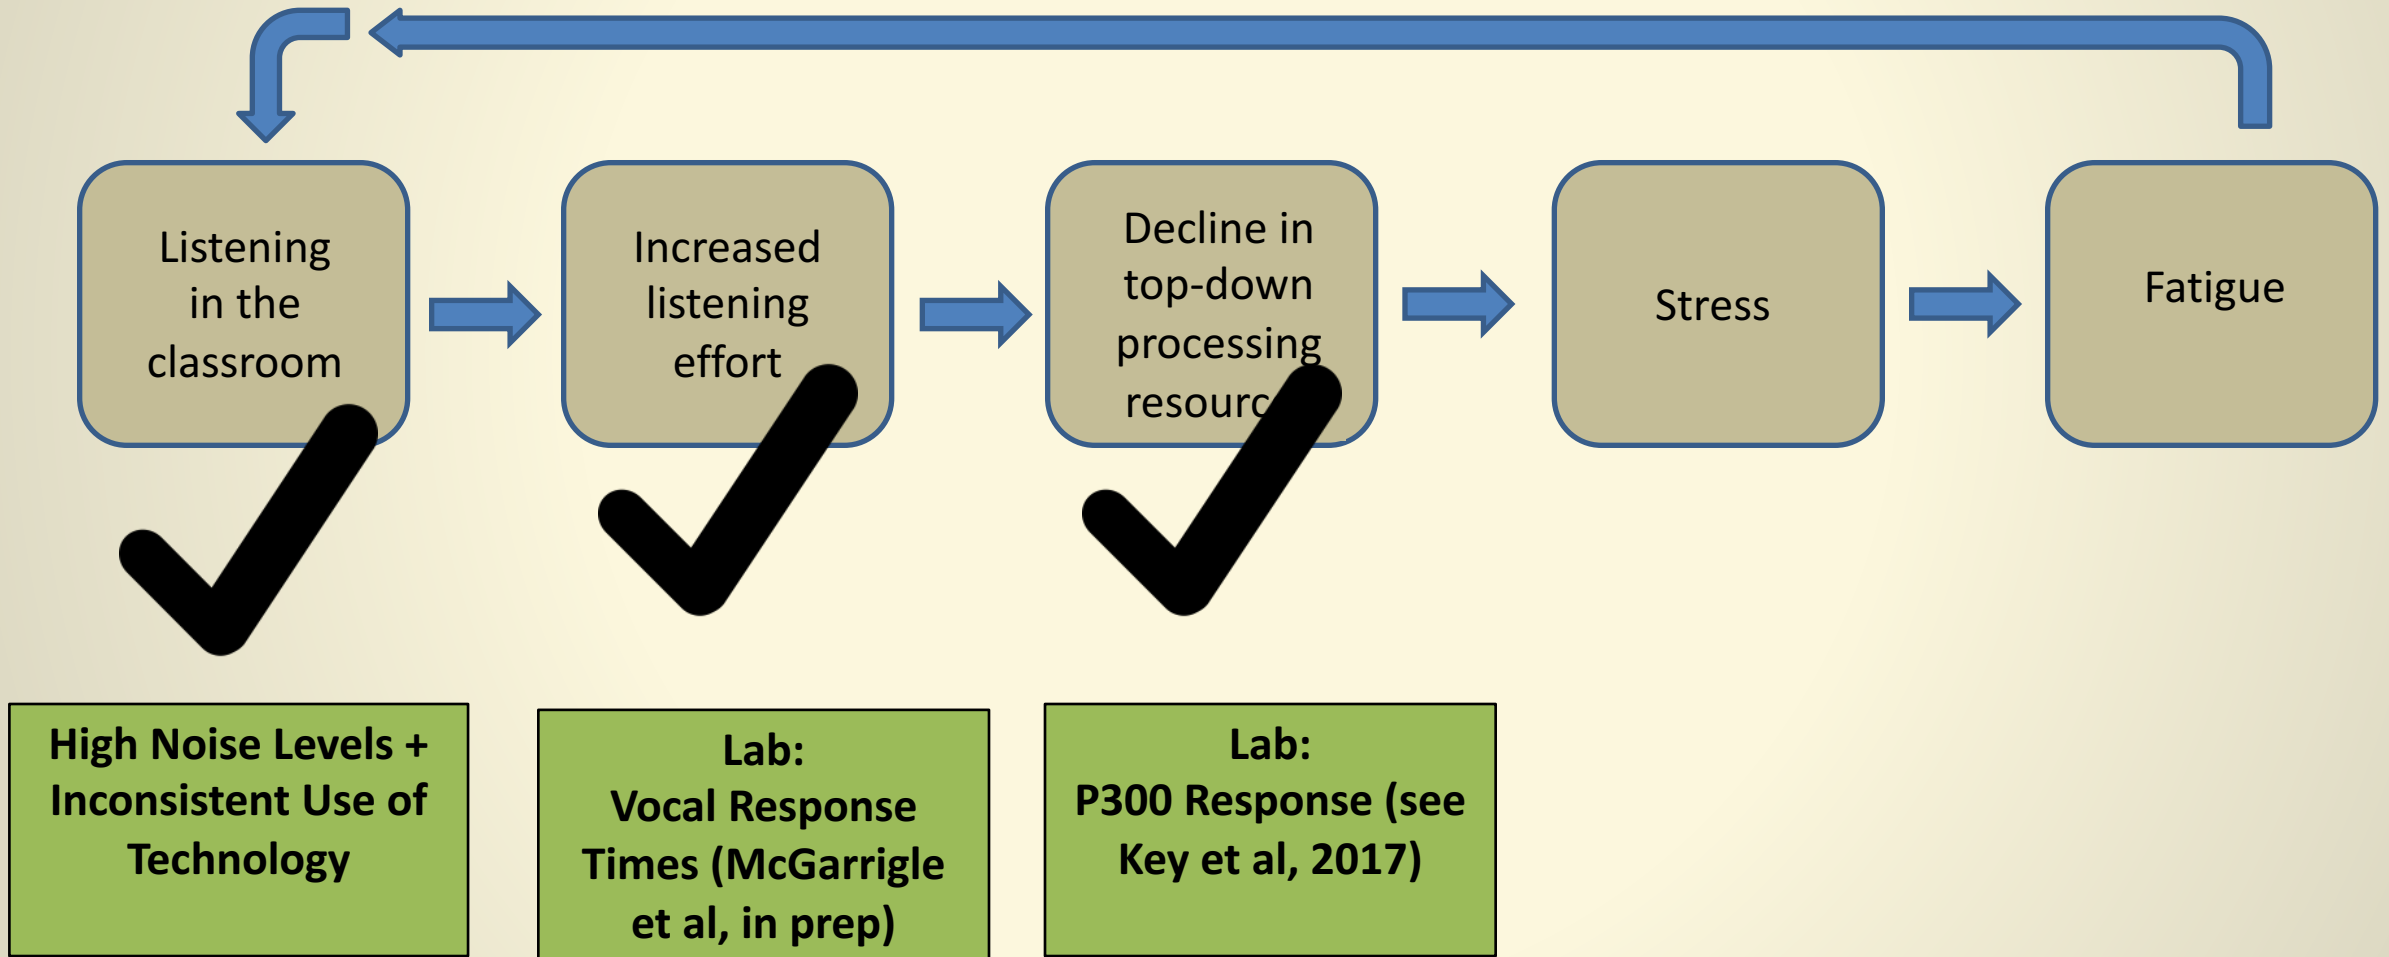 Listening
in the
classroom
Increased
listening
effort
Decline in
top-down
processing
resourc
Stress
Fatigue
High Noise Levels +
Inconsistent Use of
Technology
Lab:
Vocal Response
Times (McGarrigle
et al, in prep)
Lab:
P300 Response (see
Key et al, 2017)